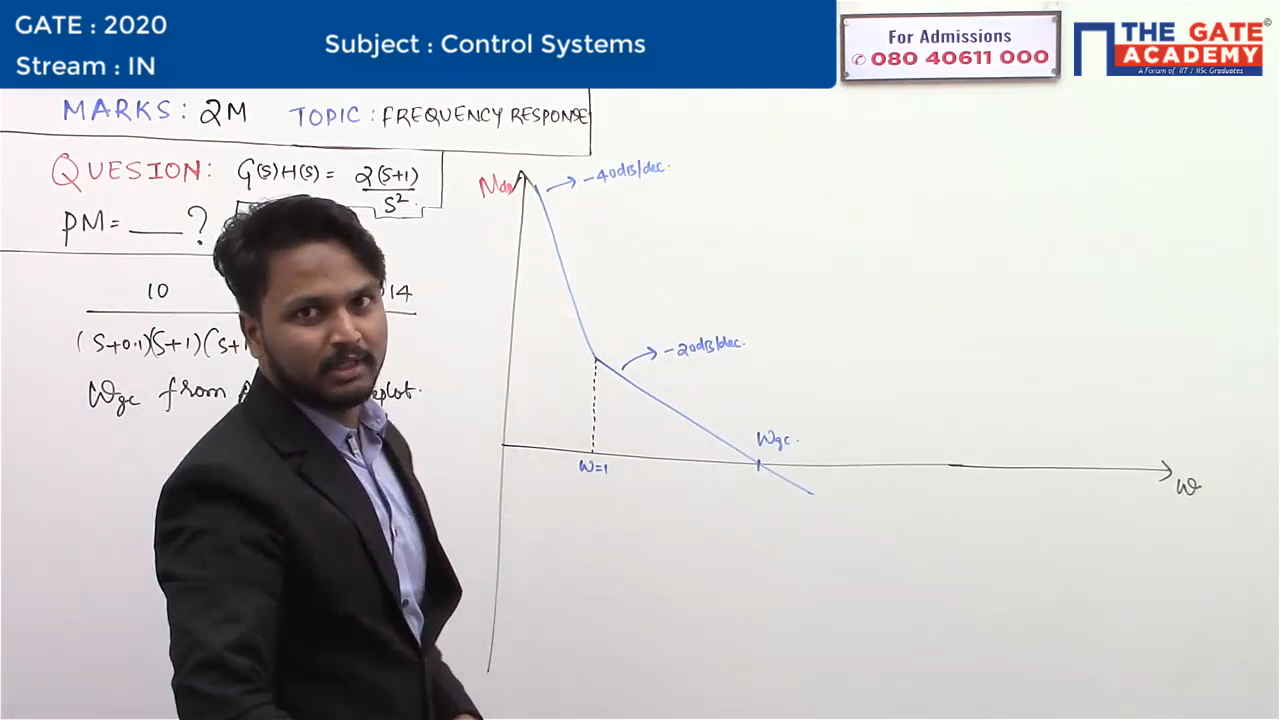 GATE : 2020
Stream : IN
Subject : Control Systems
For Admissions
080 40611 000
THE GATE
ACADEMY
A Forum of IIT / IISc Graduates
MARKS: 2M TOPIC : FREQUENCY RESPONSE
QUESION: G(s)H(s) = 2(s+1)
s²
PM= ___ ?
10
14
(s+0.1)(s+1)(s+1
Wgc from plot.
Mdb
-40dB/dec.
-20dB/dec.
Wgc.
w=1
w